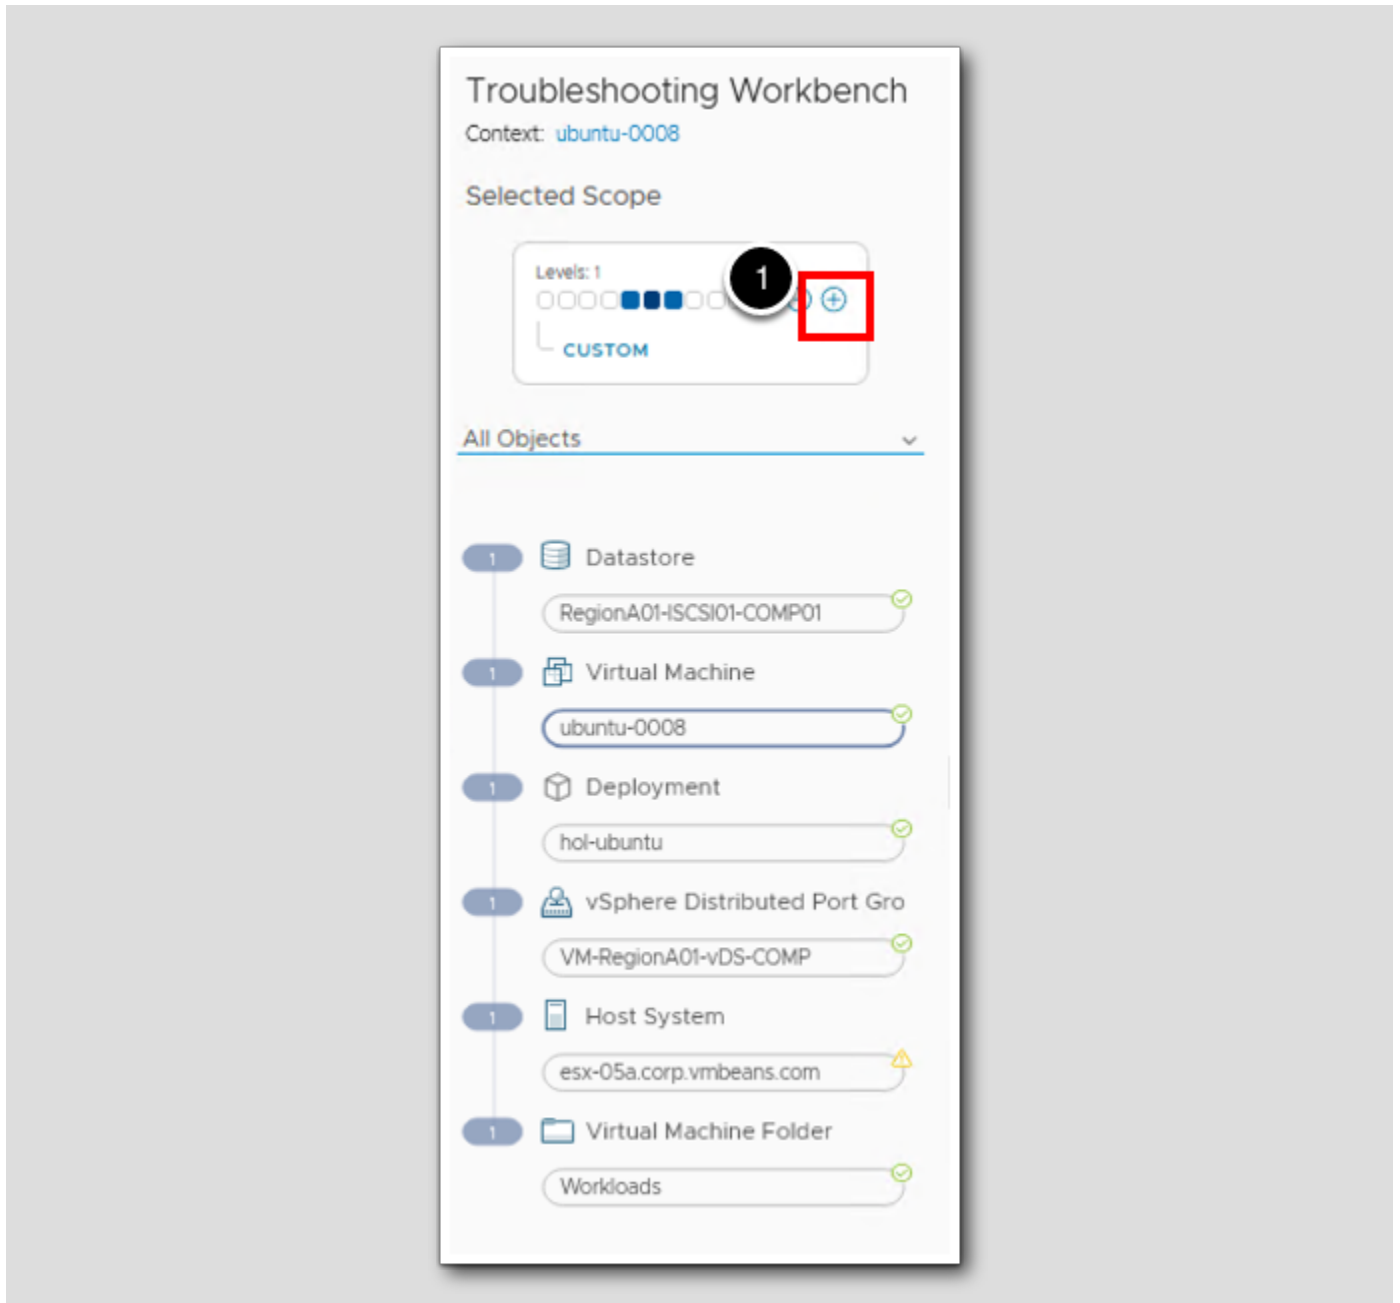 Troubleshooting Workbench
Context: ubuntu-0008
Selected Scope
Levels: 1
1
CUSTOM
All Objects
1 Datastore
RegionA01-ISCSI01-COMP01
1 Virtual Machine
ubuntu-0008
1 Deployment
hol-ubuntu
1 vSphere Distributed Port Gro
VM-RegionA01-vDS-COMP
1 Host System
esx-05a.corp.vmbeans.com
1 Virtual Machine Folder
Workloads